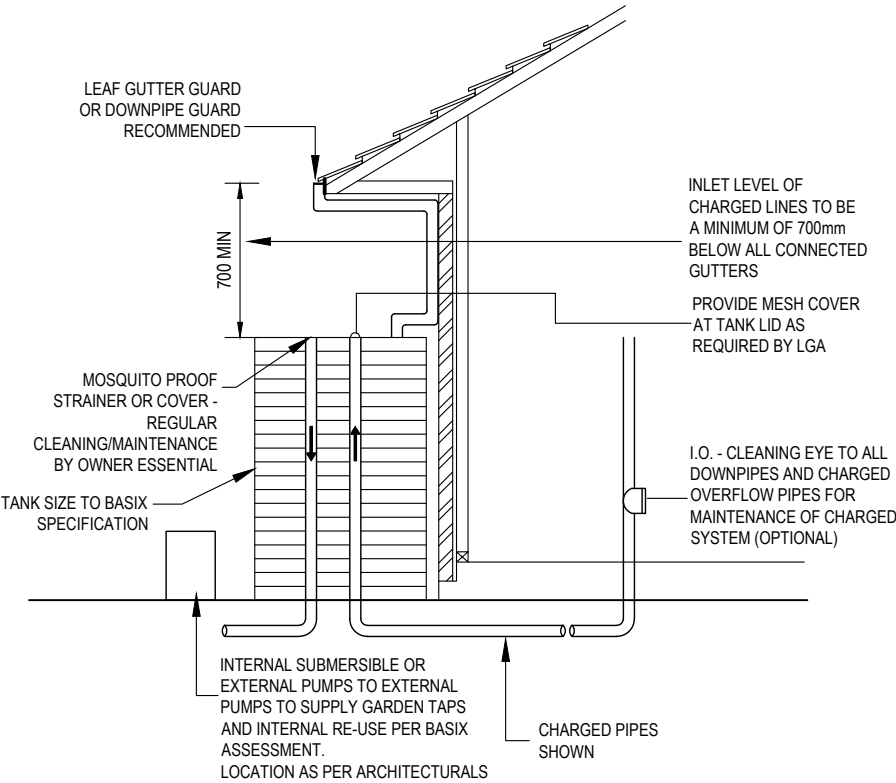 LEAF GUTTER GUARD
OR DOWNPIPE GUARD
RECOMMENDED
700 MIN
INLET LEVEL OF
CHARGED LINES TO BE
A MINIMUM OF 700mm
BELOW ALL CONNECTED
GUTTERS
PROVIDE MESH COVER
AT TANK LID AS
REQUIRED BY LGA
MOSQUITO PROOF
STRAINER OR COVER -
REGULAR
CLEANING/MAINTENANCE
BY OWNER ESSENTIAL
TANK SIZE TO BASIX
SPECIFICATION
I.O. - CLEANING EYE TO ALL
DOWNPIPES AND CHARGED
OVERFLOW PIPES FOR
MAINTENANCE OF CHARGED
SYSTEM (OPTIONAL)
INTERNAL SUBMERSIBLE OR
EXTERNAL PUMPS TO EXTERNAL
PUMPS TO SUPPLY GARDEN TAPS
AND INTERNAL RE-USE PER BASIX
ASSESSMENT.
LOCATION AS PER ARCHITECTURALS
CHARGED PIPES
SHOWN